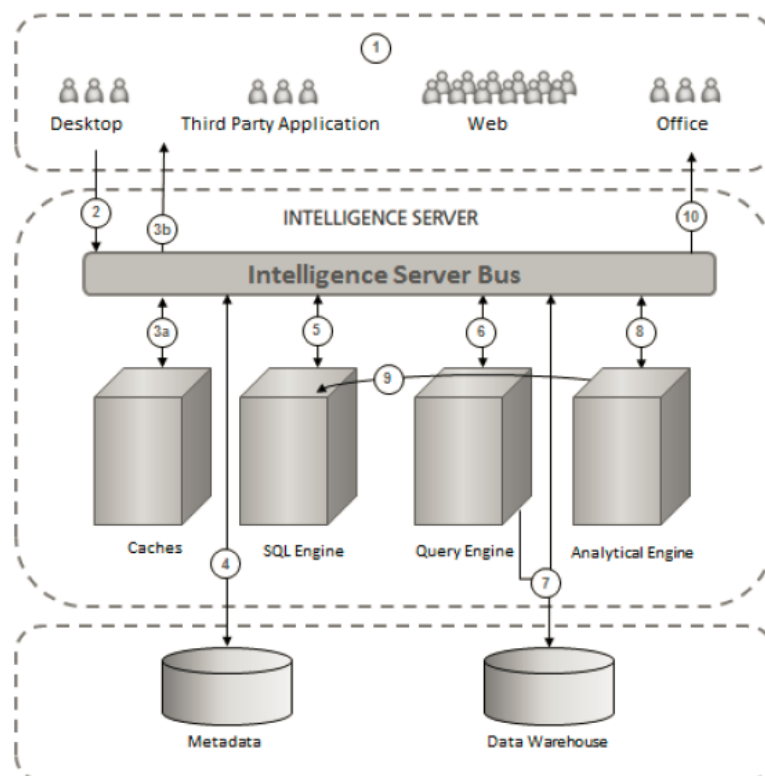 1
Desktop
Third Party Application
Web
Office
2
3b
INTELLIGENCE SERVER
10
Intelligence Server Bus
3a
5
6
8
9
Caches
SQL Engine
Query Engine
Analytical Engine
4
7
Metadata
Data Warehouse